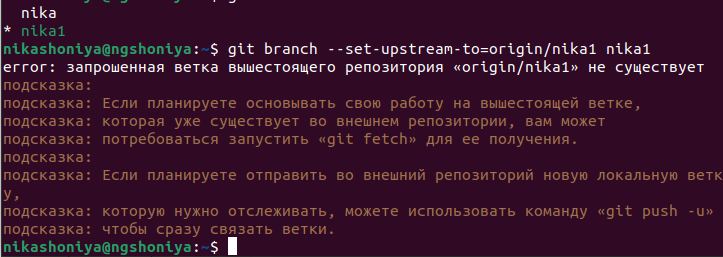 nika
* nika1
nikashoniya@ngshoniya:~$ git branch --set-upstream-to=origin/nika1 nika1
error: запрошенная ветка вышестоящего репозитория «origin/nika1» не существует
подсказка:
подсказка: Если планируете основывать свою работу на вышестоящей ветке,
подсказка: которая уже существует во внешнем репозитории, вам может
подсказка: потребоваться запустить «git fetch» для ее получения.
подсказка:
подсказка: Если планируете отправить во внешний репозиторий новую локальную ветк
у,
подсказка: которую нужно отслеживать, можете использовать команду «git push -u»
подсказка: чтобы сразу связать ветки.
nikashoniya@ngshoniya:~$